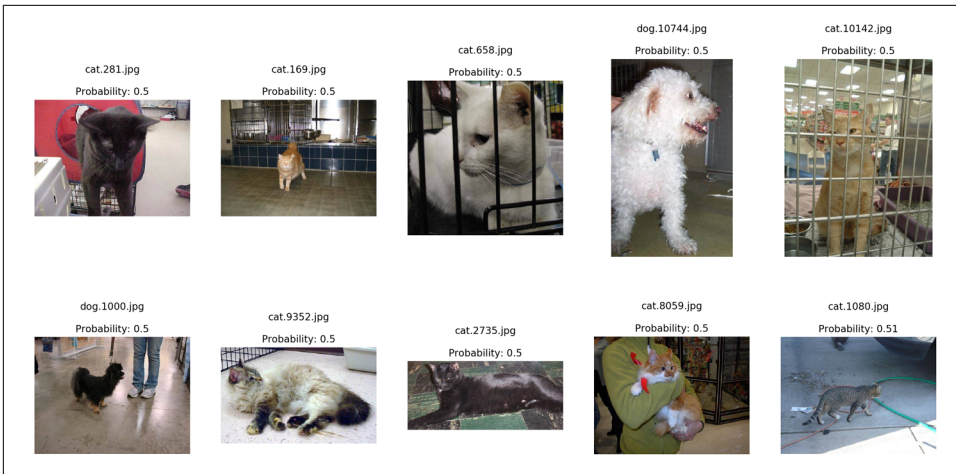 cat.281.jpg
Probability: 0.5
cat.169.jpg
Probability: 0.5
cat.658.jpg
Probability: 0.5
dog.10744.jpg
Probability: 0.5
cat.10142.jpg
Probability: 0.5
dog.1000.jpg
Probability: 0.5
cat.9352.jpg
Probability: 0.5
cat.2735.jpg
Probability: 0.5
cat.8059.jpg
Probability: 0.5
cat.1080.jpg
Probability: 0.51